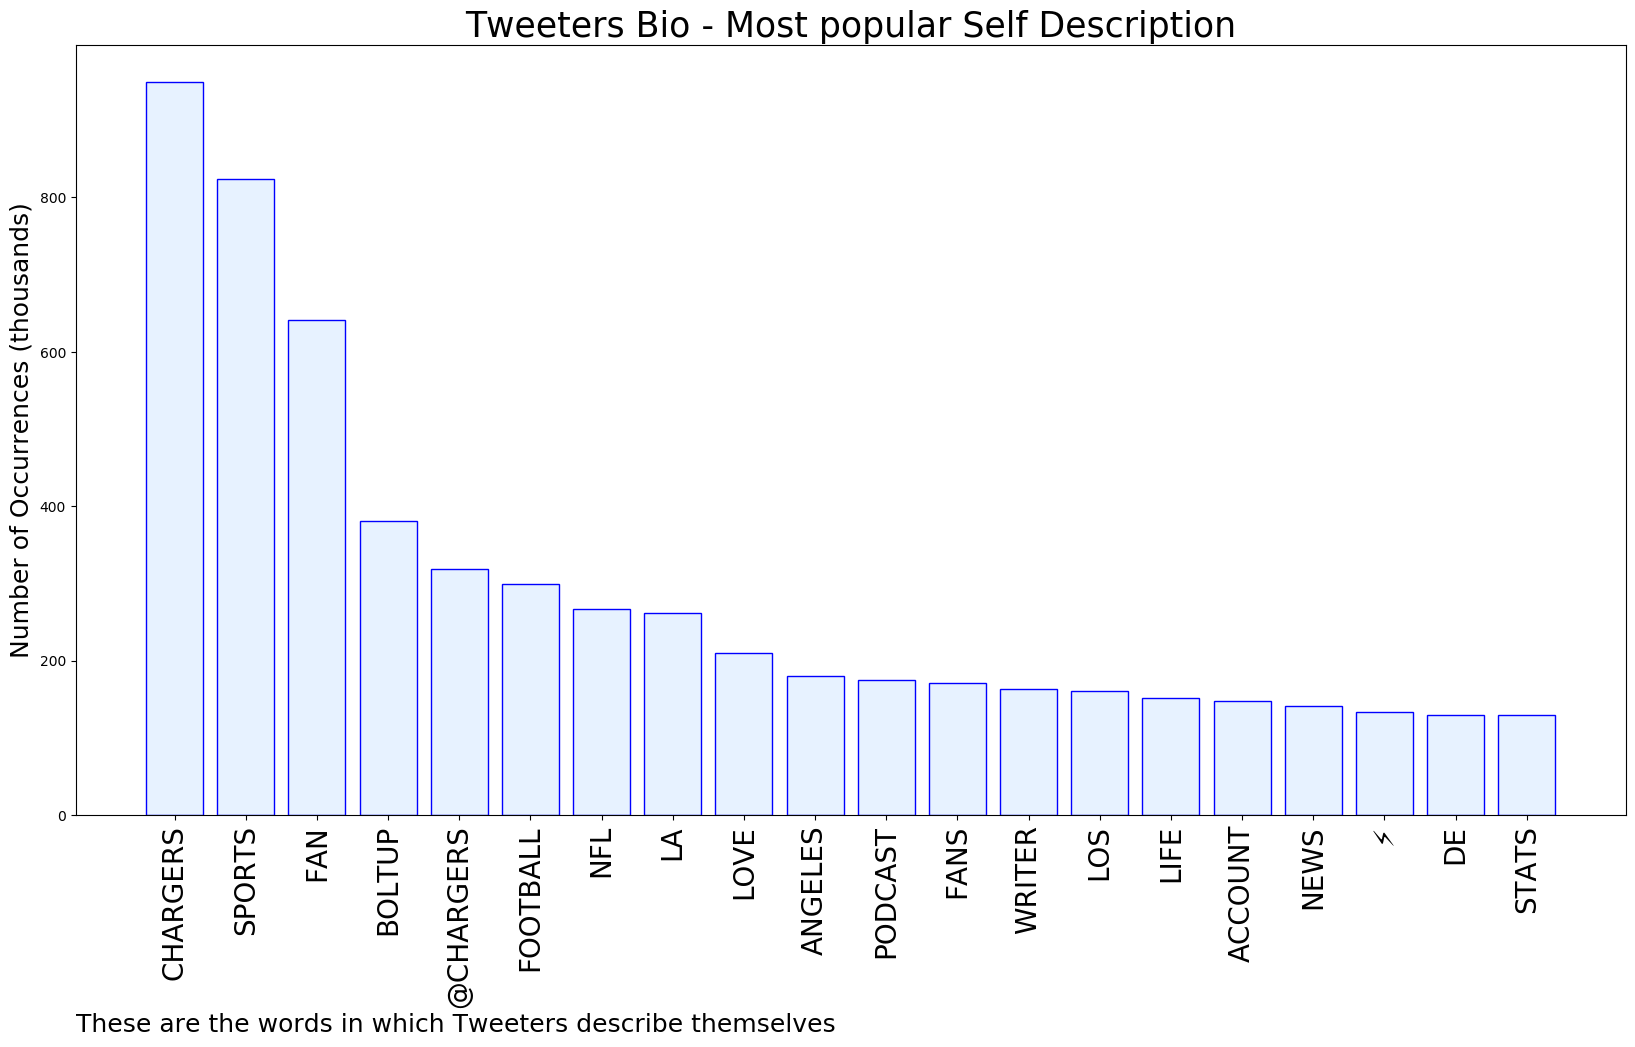 Tweeters Bio - Most popular Self Description
Number of Occurrences (thousands)
800
600
400
200
0
CHARGERS
SPORTS
FAN
BOLTUP
@CHARGERS
FOOTBALL
NFL
LA
LOVE
ANGELES
PODCAST
FANS
WRITER
LOS
LIFE
ACCOUNT
NEWS
⚡
DE
STATS
These are the words in which Tweeters describe themselves